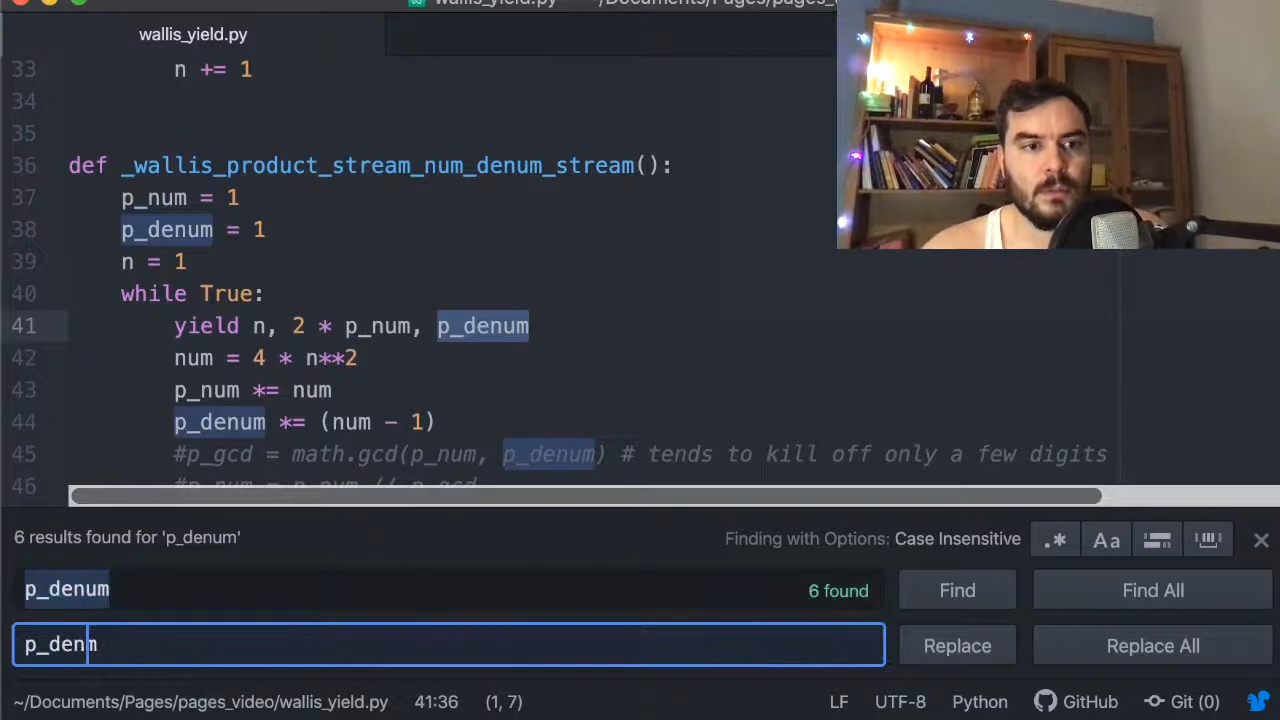 wallis_yield.py
wallis_yield.py
33 n += 1
34
35
36 def _wallis_product_stream_num_denum_stream():
37 p_num = 1
38 p_denum = 1
39 n = 1
40 while True:
41 yield n, 2 * p_num, p_denum
42 num = 4 * n**2
43 p_num *= num
44 p_denum *= (num - 1)
45 #p_gcd = math.gcd(p_num, p_denum) # tends to kill off only a few digits
46 #p_num = p_num // p_gcd
6 results found for 'p_denum' Finding with Options: Case Insensitive .* Aa
p_denum 6 found Find Find All
p_denm Replace Replace All
~/Documents/Pages/pages_video/wallis_yield.py 41:36 (1, 7) LF UTF-8 Python GitHub Git (0)